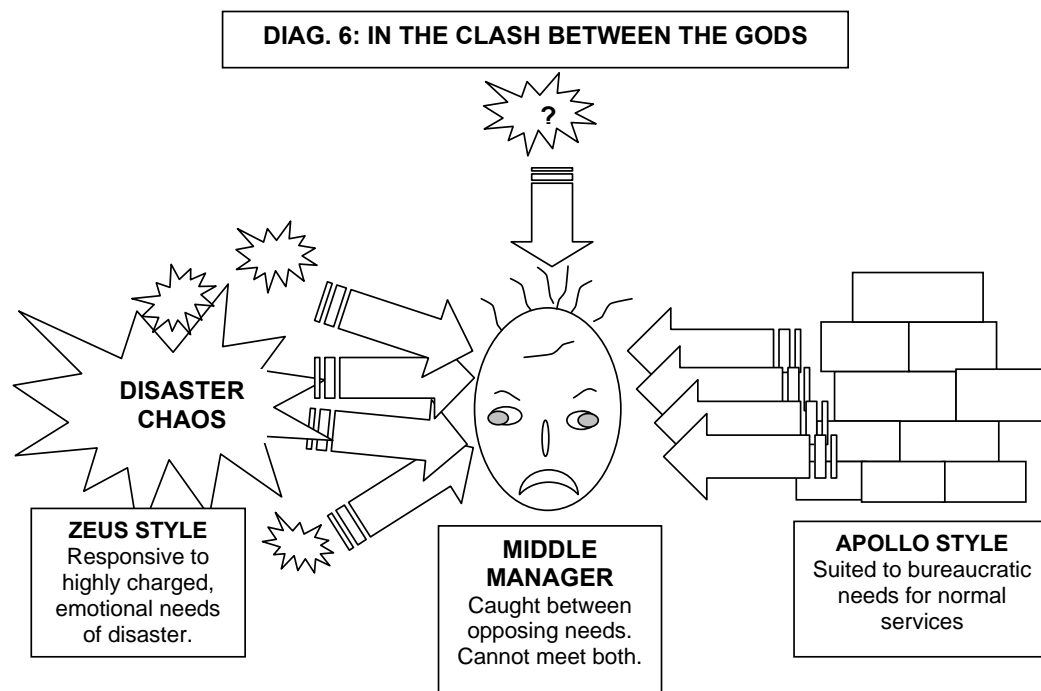 DIAG. 6: IN THE CLASH BETWEEN THE GODS
?
DISASTER
CHAOS
ZEUS STYLE
Responsive to
highly charged,
emotional needs
of disaster.
MIDDLE
MANAGER
Caught between
opposing needs.
Cannot meet both.
APOLLO STYLE
Suited to bureaucratic
needs for normal
services